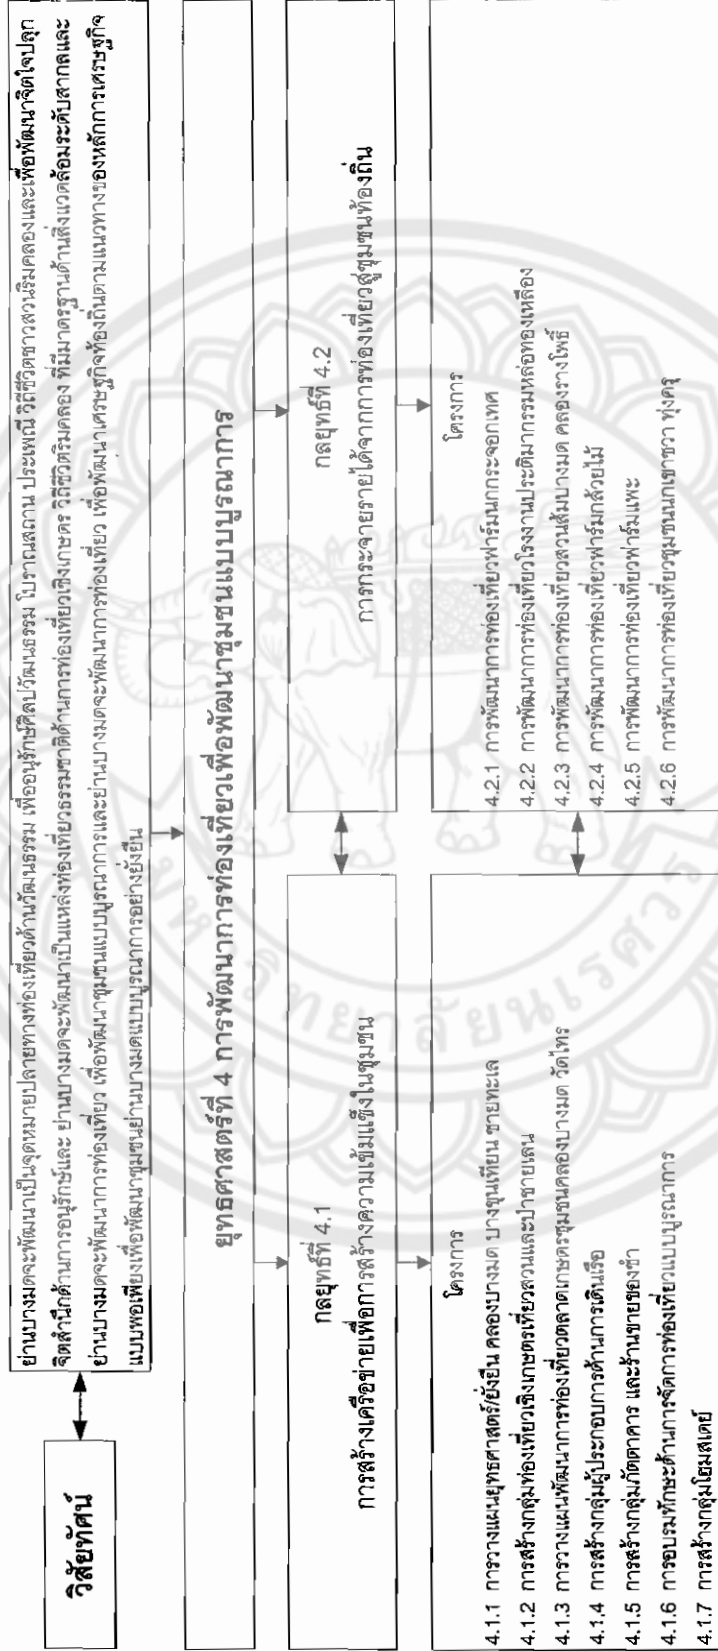 วิสัยทัศน์
ย่านบางมดจะพัฒนาเป็นจุดหมายปลายทางท่องเที่ยวด้านวัฒนธรรม เพื่ออนุรักษ์ศิลปวัฒนธรรม โบราณสถาน ประเพณี วิถีชีวิตชาวสวนริมคลองและเพื่อพัฒนาจิตใจปลุก
จิตสำนึกด้านการอนุรักษ์และ ย่านบางมดจะพัฒนาเป็นแหล่งท่องเที่ยวธรรมชาติด้านการท่องเที่ยวเชิงเกษตร วิถีชีวิตริมคลอง ที่มีมาตรฐานด้านสิ่งแวดล้อมระดับสากลและ
ย่านบางมดจะพัฒนาการท่องเที่ยว เพื่อพัฒนาชุมชนแบบบูรณาการและย่านบางมดจะพัฒนาการท่องเที่ยว เพื่อพัฒนาเศรษฐกิจท้องถิ่นตามแนวทางของหลักการเศรษฐกิจ
แบบพอเพียงเพื่อพัฒนาชุมชนย่านบางมดแบบบูรณาการอย่างยั่งยืน
ยุทธศาสตร์ที่ 4 การพัฒนาการท่องเที่ยวเพื่อพัฒนาชุมชนแบบบูรณาการ
กลยุทธ์ที่ 4.1
การสร้างเครือข่ายเพื่อการสร้างความเข้มแข็งในชุมชน
กลยุทธ์ที่ 4.2
การกระจายรายได้จากการท่องเที่ยวสู่ชุมชนท้องถิ่น
โครงการ
4.1.1 การวางแผนยุทธศาสตร์/ยั่งยืน คลองบางมด บางขุนเทียน ชายทะเล
4.1.2 การสร้างกลุ่มท่องเที่ยวเชิงเกษตรเที่ยวสวนและป่าชายเลน
4.1.3 การวางแผนพัฒนาการท่องเที่ยวตลาดเกษตรชุมชนคลองบางมด วัดไทร
4.1.4 การสร้างกลุ่มผู้ประกอบการด้านการเดินเรือ
4.1.5 การสร้างกลุ่มภัตตาคาร และร้านขายของชำ
4.1.6 การอบรมทักษะด้านการจัดการท่องเที่ยวแบบบูรณาการ
4.1.7 การสร้างกลุ่มโฮมสเตย์
โครงการ
4.2.1 การพัฒนาการท่องเที่ยวฟาร์มนกกระจอกเทศ
4.2.2 การพัฒนาการท่องเที่ยวโรงงานประติมากรรมหล่อทองเหลือง
4.2.3 การพัฒนาการท่องเที่ยวสวนส้มบางมด คลองรางโพธิ์
4.2.4 การพัฒนาการท่องเที่ยวฟาร์มกล้วยไม้
4.2.5 การพัฒนาการท่องเที่ยวฟาร์มแพะ
4.2.6 การพัฒนาการท่องเที่ยวชุมชนนกเขาชวา ทุ่งครุ
มหาวิทยาลัยนเรศวร